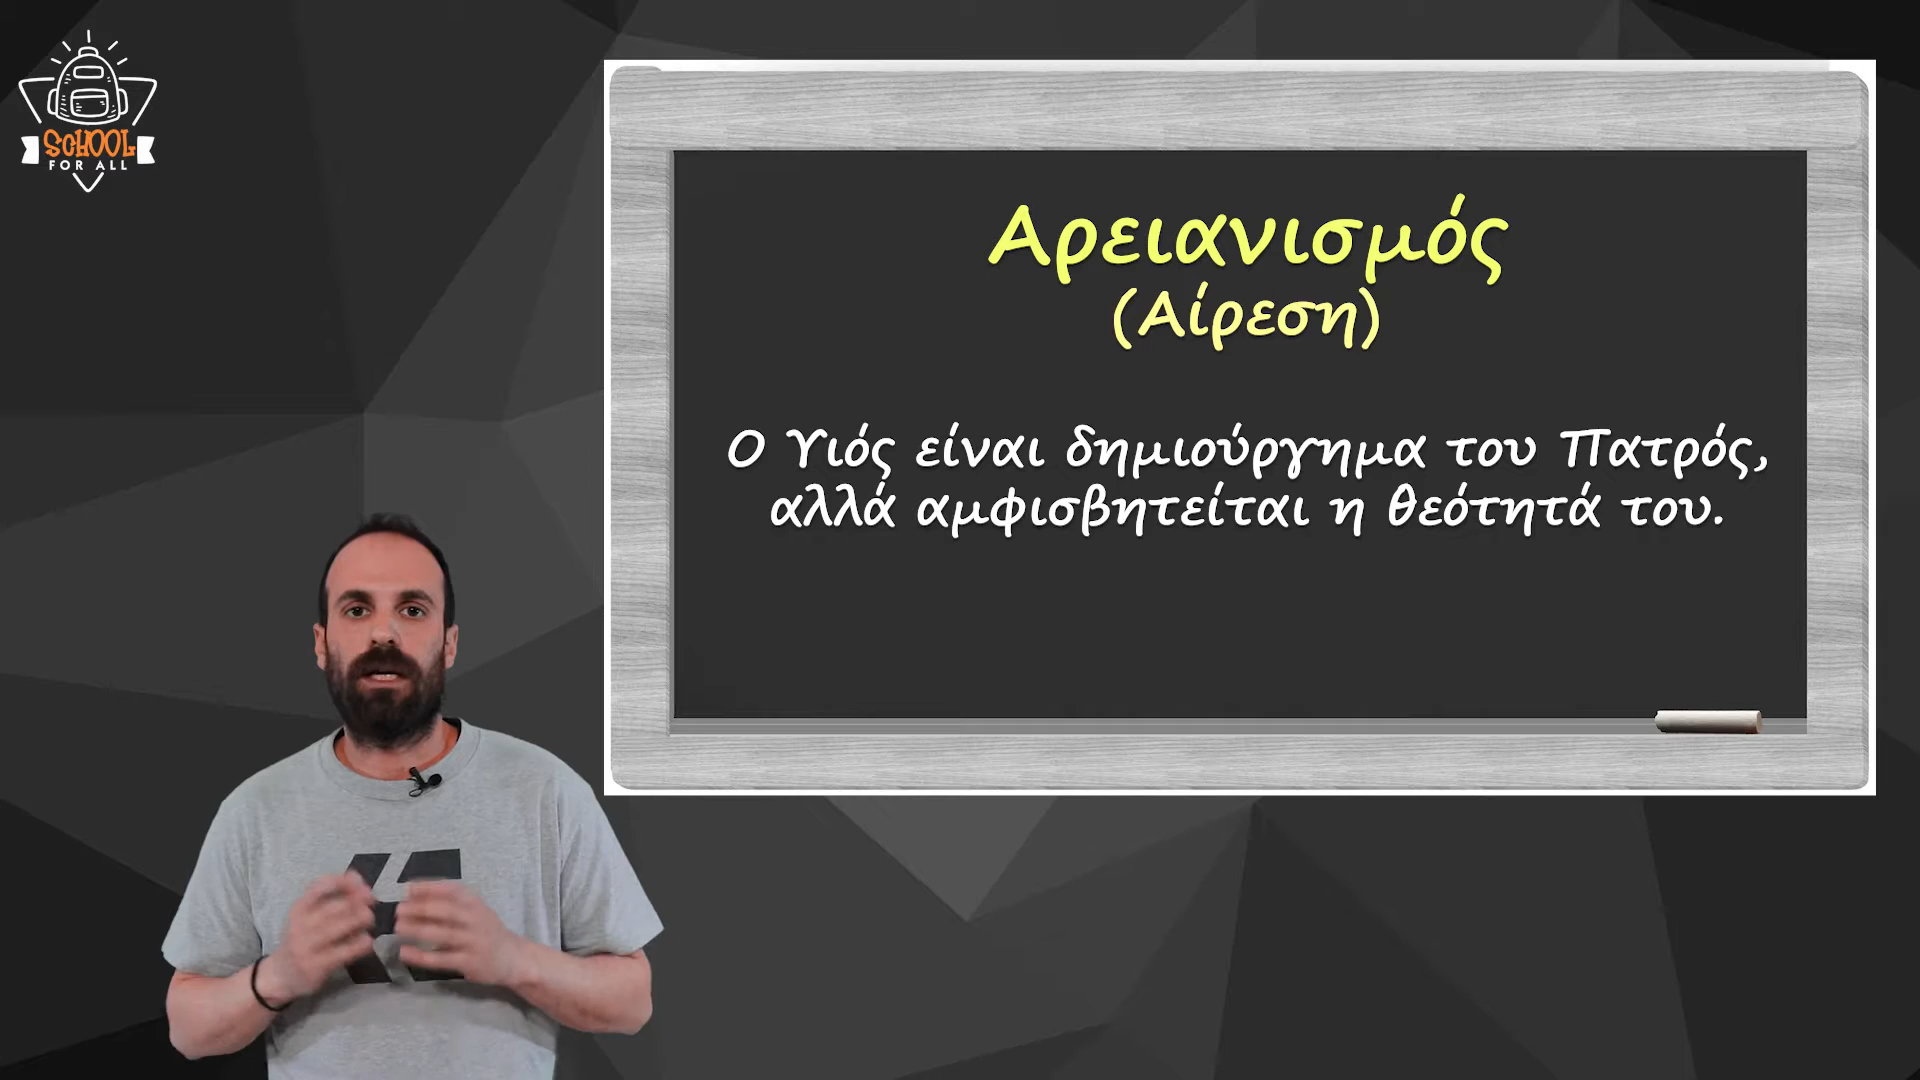 SCHOOL
FOR ALL
Αρειανισμός
(Αίρεση)
Ο Υιός είναι δημιούργημα του Πατρός,
αλλά αμφισβητείται η θεότητά του.